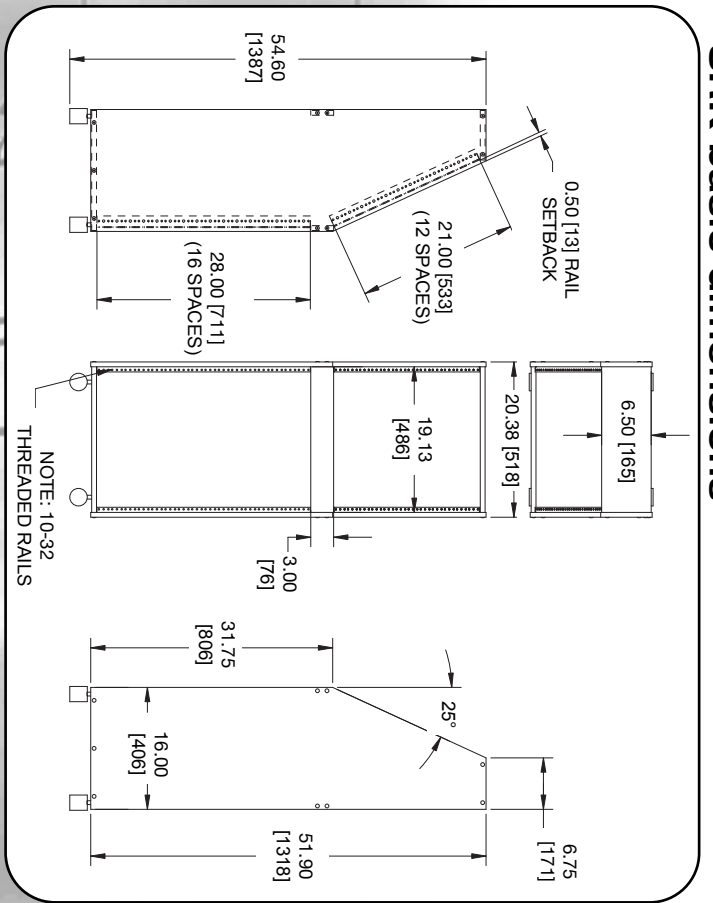 basic dimensions
54.60
[1387]
0.50 [13] RAIL
SETBACK
21.00 [533]
(12 SPACES)
28.00 [711]
(16 SPACES)
6.50 [165]
20.38 [518]
19.13
[486]
3.00
[76]
NOTE: 10-32
THREADED RAILS
31.75
[806]
25°
16.00
[406]
6.75
[171]
51.90
[1318]